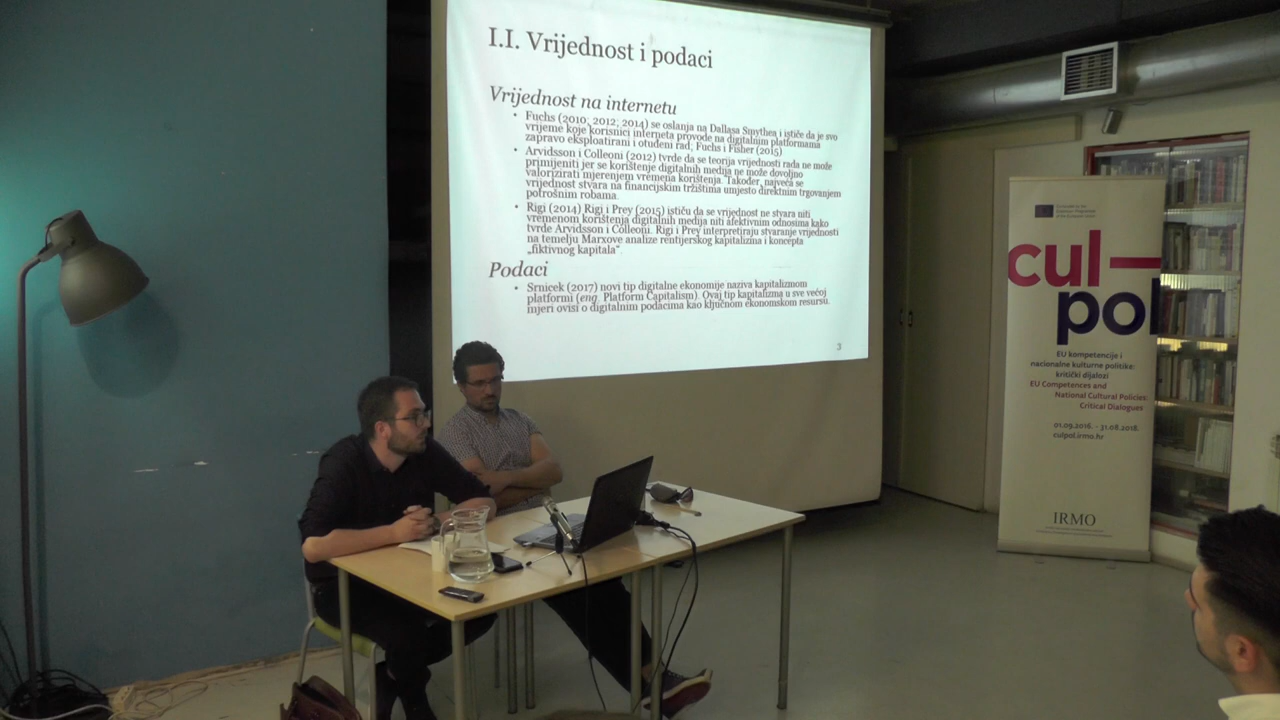 I.I. Vrijednost i podaci
Vrijednost na internetu
• Fuchs (2010; 2012; 2014) se oslanja na Dallasa Smythea i ističe da je svo
vrijeme koje korisnici interneta provode na digitalnim platformama
zapravo eksploatirani i otuđeni rad; Fuchs i Fisher (2015)
• Arvidsson i Colleoni (2012) tvrde da se teorija vrijednosti rada ne može
primijeniti jer se korištenje digitalnih medija ne može dovoljno
valorizirati mjerenjem vremena korištenja. Također, najveća se
vrijednost stvara na financijskim tržištima umjesto direktnim trgovanjem
potrošnim robama.
• Rigi (2014) Rigi i Prey (2015) ističu da se vrijednost ne stvara niti
vremenom korištenja digitalnih medija niti afektivnim odnosima kako
tvrde Arvidsson i Colleoni. Rigi i Prey interpretiraju stvaranje vrijednosti
na temelju Marxove analize rentijerskog kapitalizma i koncepta
„fiktivnog kapitala“.
Podaci
• Srnicek (2017) novi tip digitalne ekonomije naziva kapitalizmom
platformi (eng. Platform Capitalism). Ovaj tip kapitalizma u sve većoj
mjeri ovisi o digitalnim podacima kao ključnom ekonomskom resursu.
3
cul—
pol
EU kompetencije i
nacionalne kulturne politike:
kritički dijalozi
EU Competences and
National Cultural Policies:
Critical Dialogues
01.09.2016. - 31.08.2018.
culpol.irmo.hr
IRMO